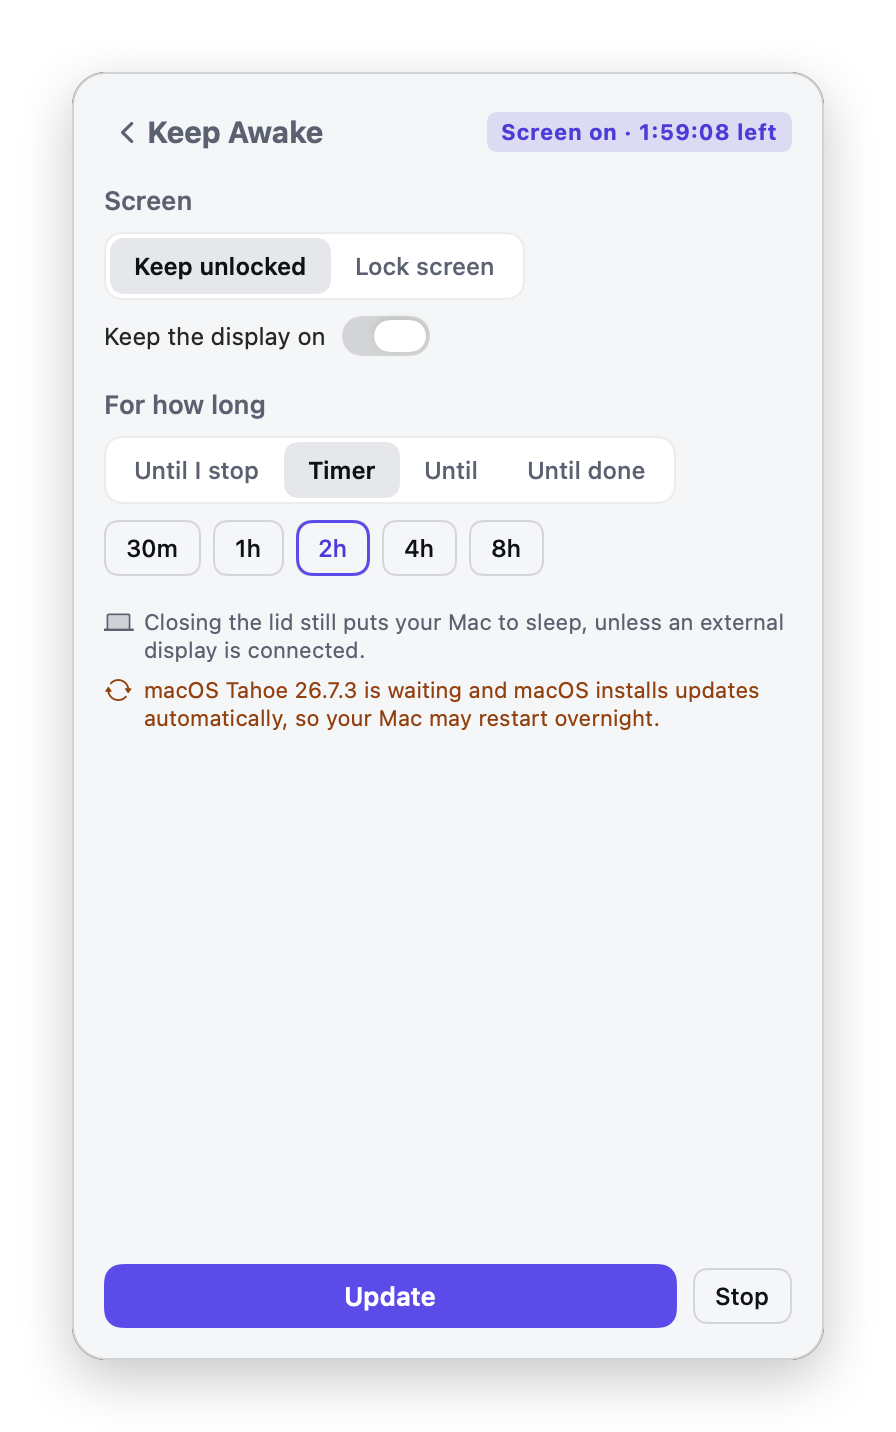 Keep Awake
Screen on · 1:59:08 left
Screen
Keep unlocked
Lock screen
Keep the display on
For how long
Until I stop
Timer
Until
Until done
30m
1h
2h
4h
8h
Closing the lid still puts your Mac to sleep, unless an external
display is connected.
macOS Tahoe 26.7.3 is waiting and macOS installs updates
automatically, so your Mac may restart overnight.
Update
Stop